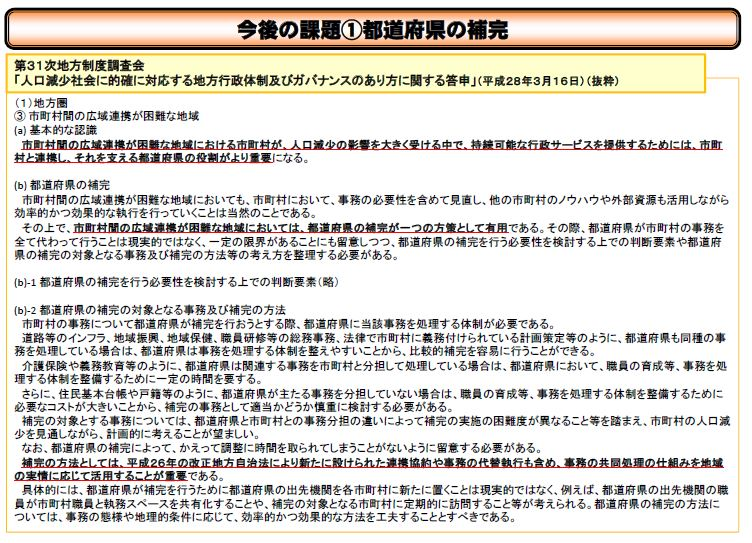 今後の課題①都道府県の補完
第31次地方制度調査会
「人口減少社会に的確に対応する地方行政体制及びガバナンスのあり方に関する答申」（平成28年3月16日）（抜粋）
（1）地方圏
③ 市町村間の広域連携が困難な地域
(a) 基本的な認識
市町村間の広域連携が困難な地域における市町村が、人口減少の影響を大きく受ける中で、持続可能な行政サービスを提供するためには、市町
村と連携し、それを支える都道府県の役割がより重要になる。
(b) 都道府県の補完
市町村間の広域連携が困難な地域においても、市町村において、事務の必要性を含めて見直し、他の市町村のノウハウや外部資源も活用しながら
効率的かつ効果的な執行を行っていくことは当然のことである。
その上で、市町村間の広域連携が困難な地域においては、都道府県の補完が一つの方策として有用である。その際、都道府県が市町村の事務を
全て代わって行うことは現実的ではなく、一定の限界があることにも留意しつつ、都道府県の補完を行う必要性を検討する上での判断要素や都道府
県の補完の対象となる事務及び補完の方法等の考え方を整理する必要がある。
(b)-1 都道府県の補完を行う必要性を検討する上での判断要素（略）
(b)-2 都道府県の補完の対象となる事務及び補完の方法
市町村の事務について都道府県が補完を行おうとする際、都道府県に当該事務を処理する体制が必要である。
道路等のインフラ、地域振興、地域保健、職員研修等の総務事務、法律で市町村に義務付けられている計画策定等のように、都道府県も同種の事
務を処理している場合は、都道府県は事務を処理する体制を整えやすいことから、比較的補完を容易に行うことができる。
介護保険や義務教育等のように、都道府県は関連する事務を市町村と分担して処理している場合は、都道府県において、職員の育成等、事務を処
理する体制を整備するために一定の時間を要する。
さらに、住民基本台帳や戸籍等のように、都道府県が主たる事務を分担していない場合は、職員の育成等、事務を処理する体制を整備するために
必要なコストが大きいことから、補完の事務として適当かどうか慎重に検討する必要がある。
補完の対象とする事務については、都道府県と市町村との事務分担の違いによって補完の実施の困難度が異なること等を踏まえ、市町村の人口減
少を見通しながら、計画的に考えることが望ましい。
なお、都道府県の補完によって、かえって調整に時間を取られてしまうことがないように留意する必要がある。
補完の方法としては、平成26年の改正地方自治法により新たに設けられた連携協約や事務の代替執行も含め、事務の共同処理の仕組みを地域
の実情に応じて活用することが重要である。
具体的には、都道府県が補完を行うために都道府県の出先機関を各市町村に新たに置くことは現実的ではなく、例えば、都道府県の出先機関の職
員が市町村職員と執務スペースを共有化することや、補完の対象となる市町村に定期的に訪問すること等が考えられる。都道府県の補完の方法に
ついては、事務の態様や地理的条件に応じて、効率的かつ効果的な方法を工夫することとすべきである。